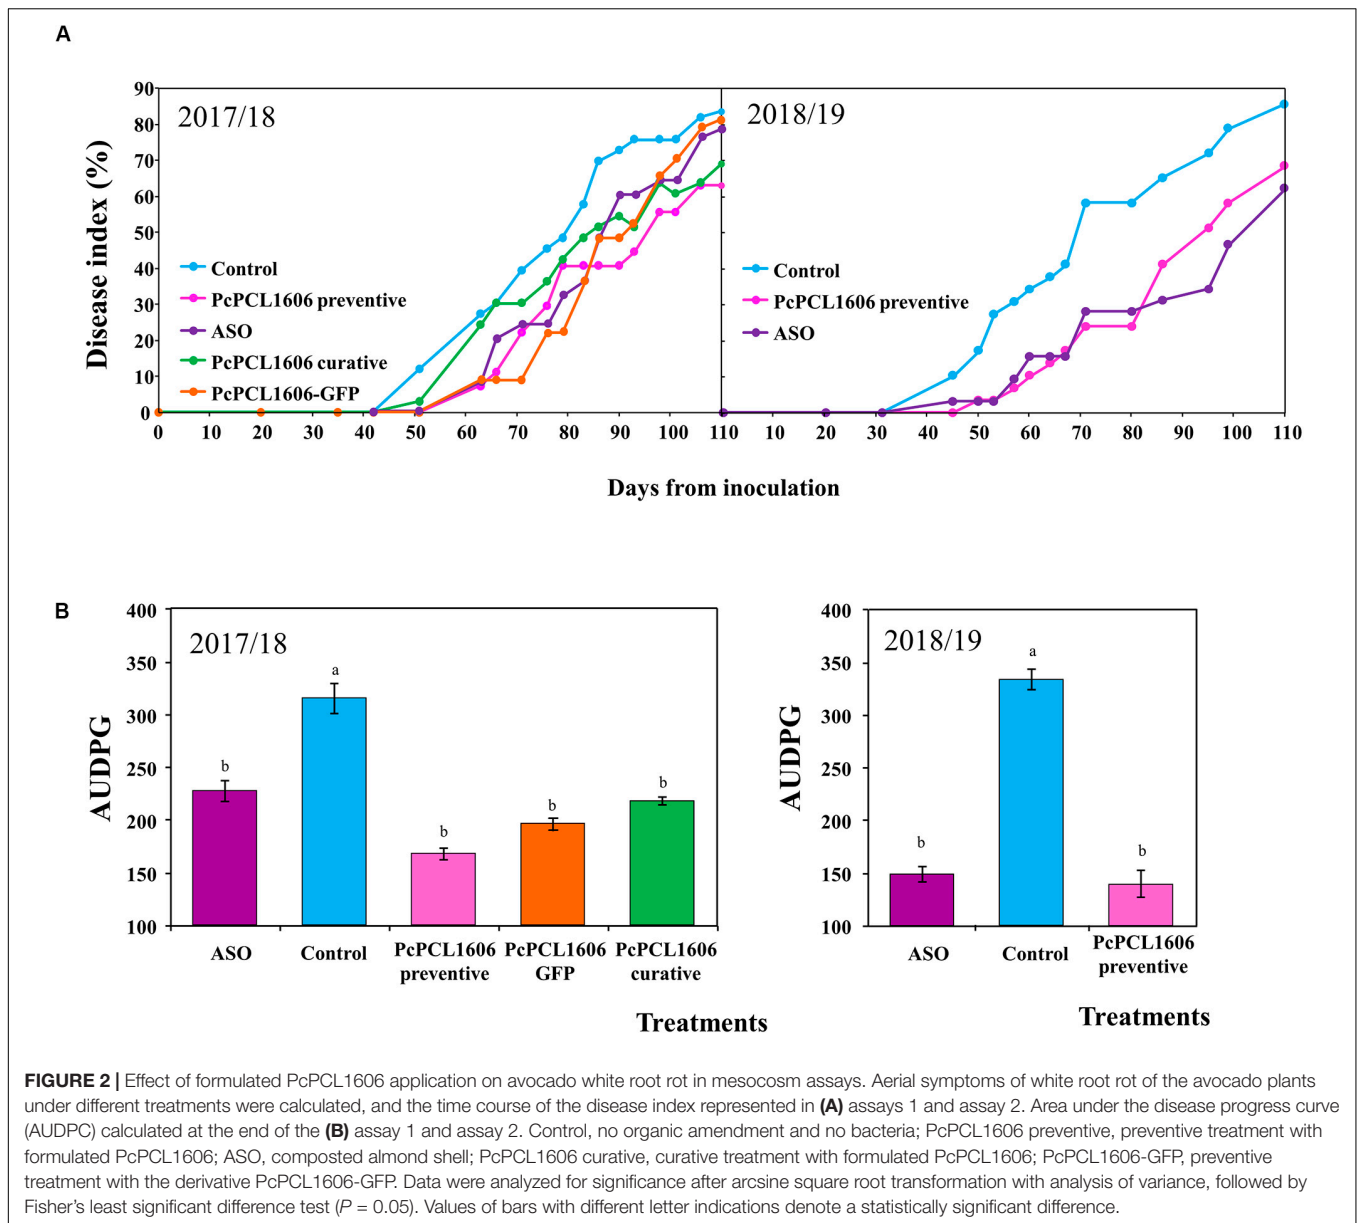 A
2017/18
2018/19
Disease index (%)
90
80
70
60
50
40
30
20
10
0
Control
PcPCL1606 preventive
ASO
PcPCL1606 curative
PcPCL1606-GFP
Control
PcPCL1606 preventive
ASO
0 10 20 30 40 50 60 70 80 90 100 110 10 20 30 40 50 60 70 80 90 100 110
Days from inoculation
B
2017/18
AUDPG
400
350
300
250
200
150
100
b
a
b
b
b
ASO Control PcPCL1606 preventive PcPCL1606 GFP PcPCL1606 curative
Treatments
2018/19
AUDPG
400
350
300
250
200
150
100
b
a
b
ASO Control PcPCL1606 preventive
Treatments
FIGURE 2 | Effect of formulated PcPCL1606 application on avocado white root rot in mesocosm assays. Aerial symptoms of white root rot of the avocado plants
under different treatments were calculated, and the time course of the disease index represented in (A) assays 1 and assay 2. Area under the disease progress curve
(AUDPC) calculated at the end of the (B) assay 1 and assay 2. Control, no organic amendment and no bacteria; PcPCL1606 preventive, preventive treatment with
formulated PcPCL1606; ASO, composted almond shell; PcPCL1606 curative, curative treatment with formulated PcPCL1606; PcPCL1606-GFP, preventive
treatment with the derivative PcPCL1606-GFP. Data were analyzed for significance after arcsine square root transformation with analysis of variance, followed by
Fisher's least significant difference test (P = 0.05). Values of bars with different letter indications denote a statistically significant difference.